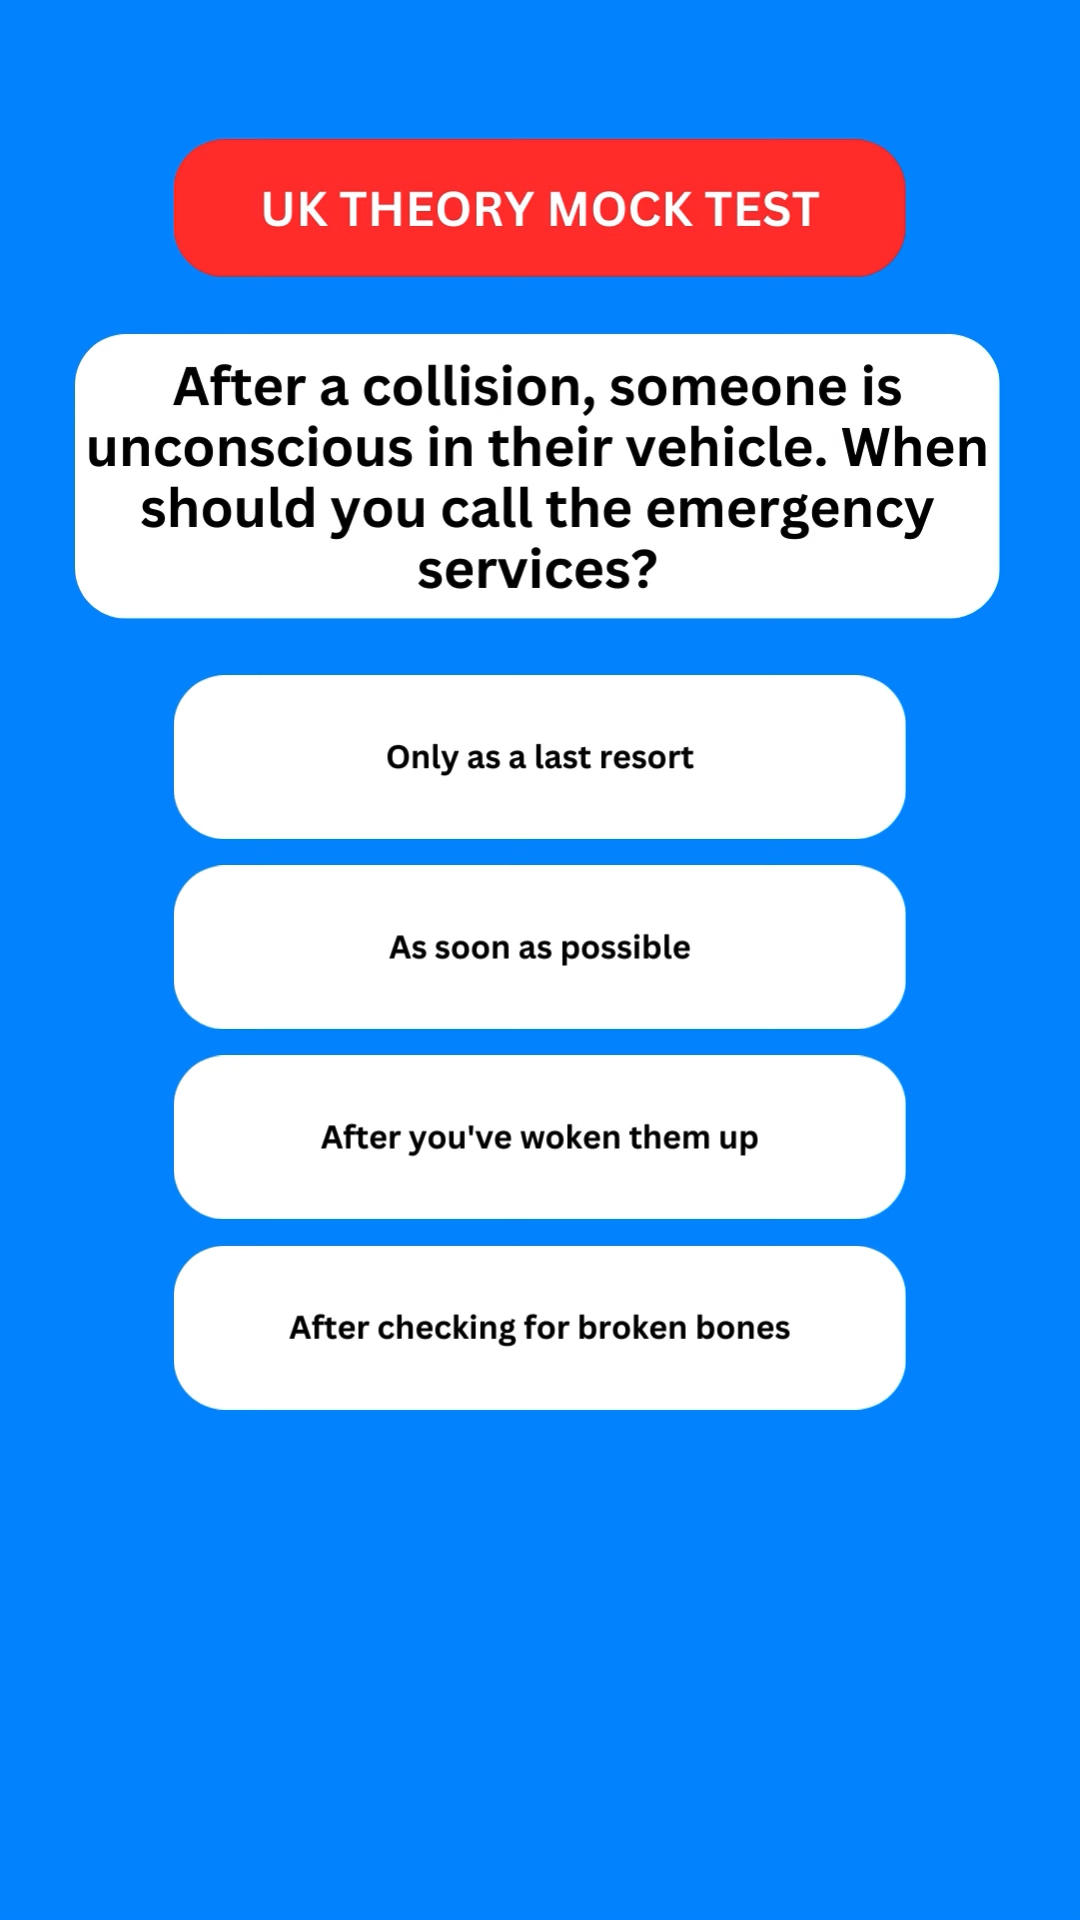 UK THEORY MOCK TEST
After a collision, someone is
unconscious in their vehicle. When
should you call the emergency
services?
Only as a last resort
As soon as possible
After you've woken them up
After checking for broken bones